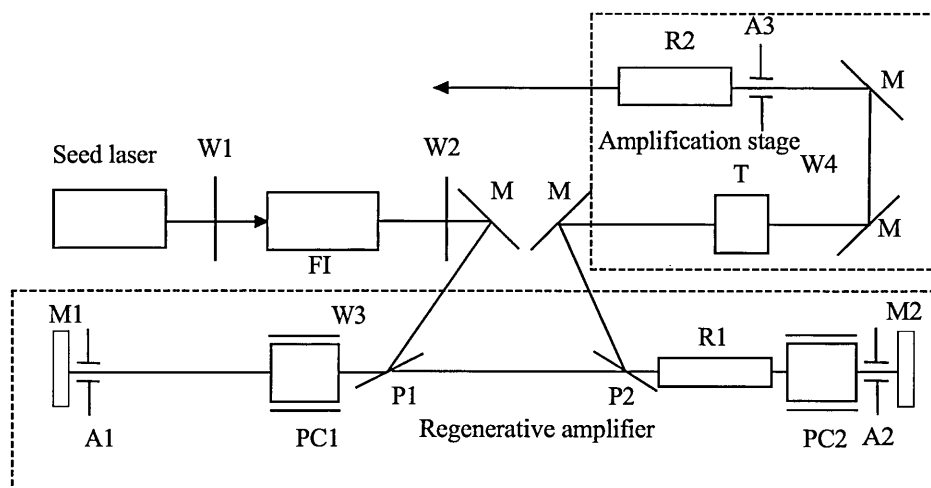 A3
R2
M
Amplification stage
Seed laser
W1
W2
M
M
W4
T
M
FI
M1
W3
R1
M2
P1
P2
A1
PC1
Regenerative amplifier
PC2
A2